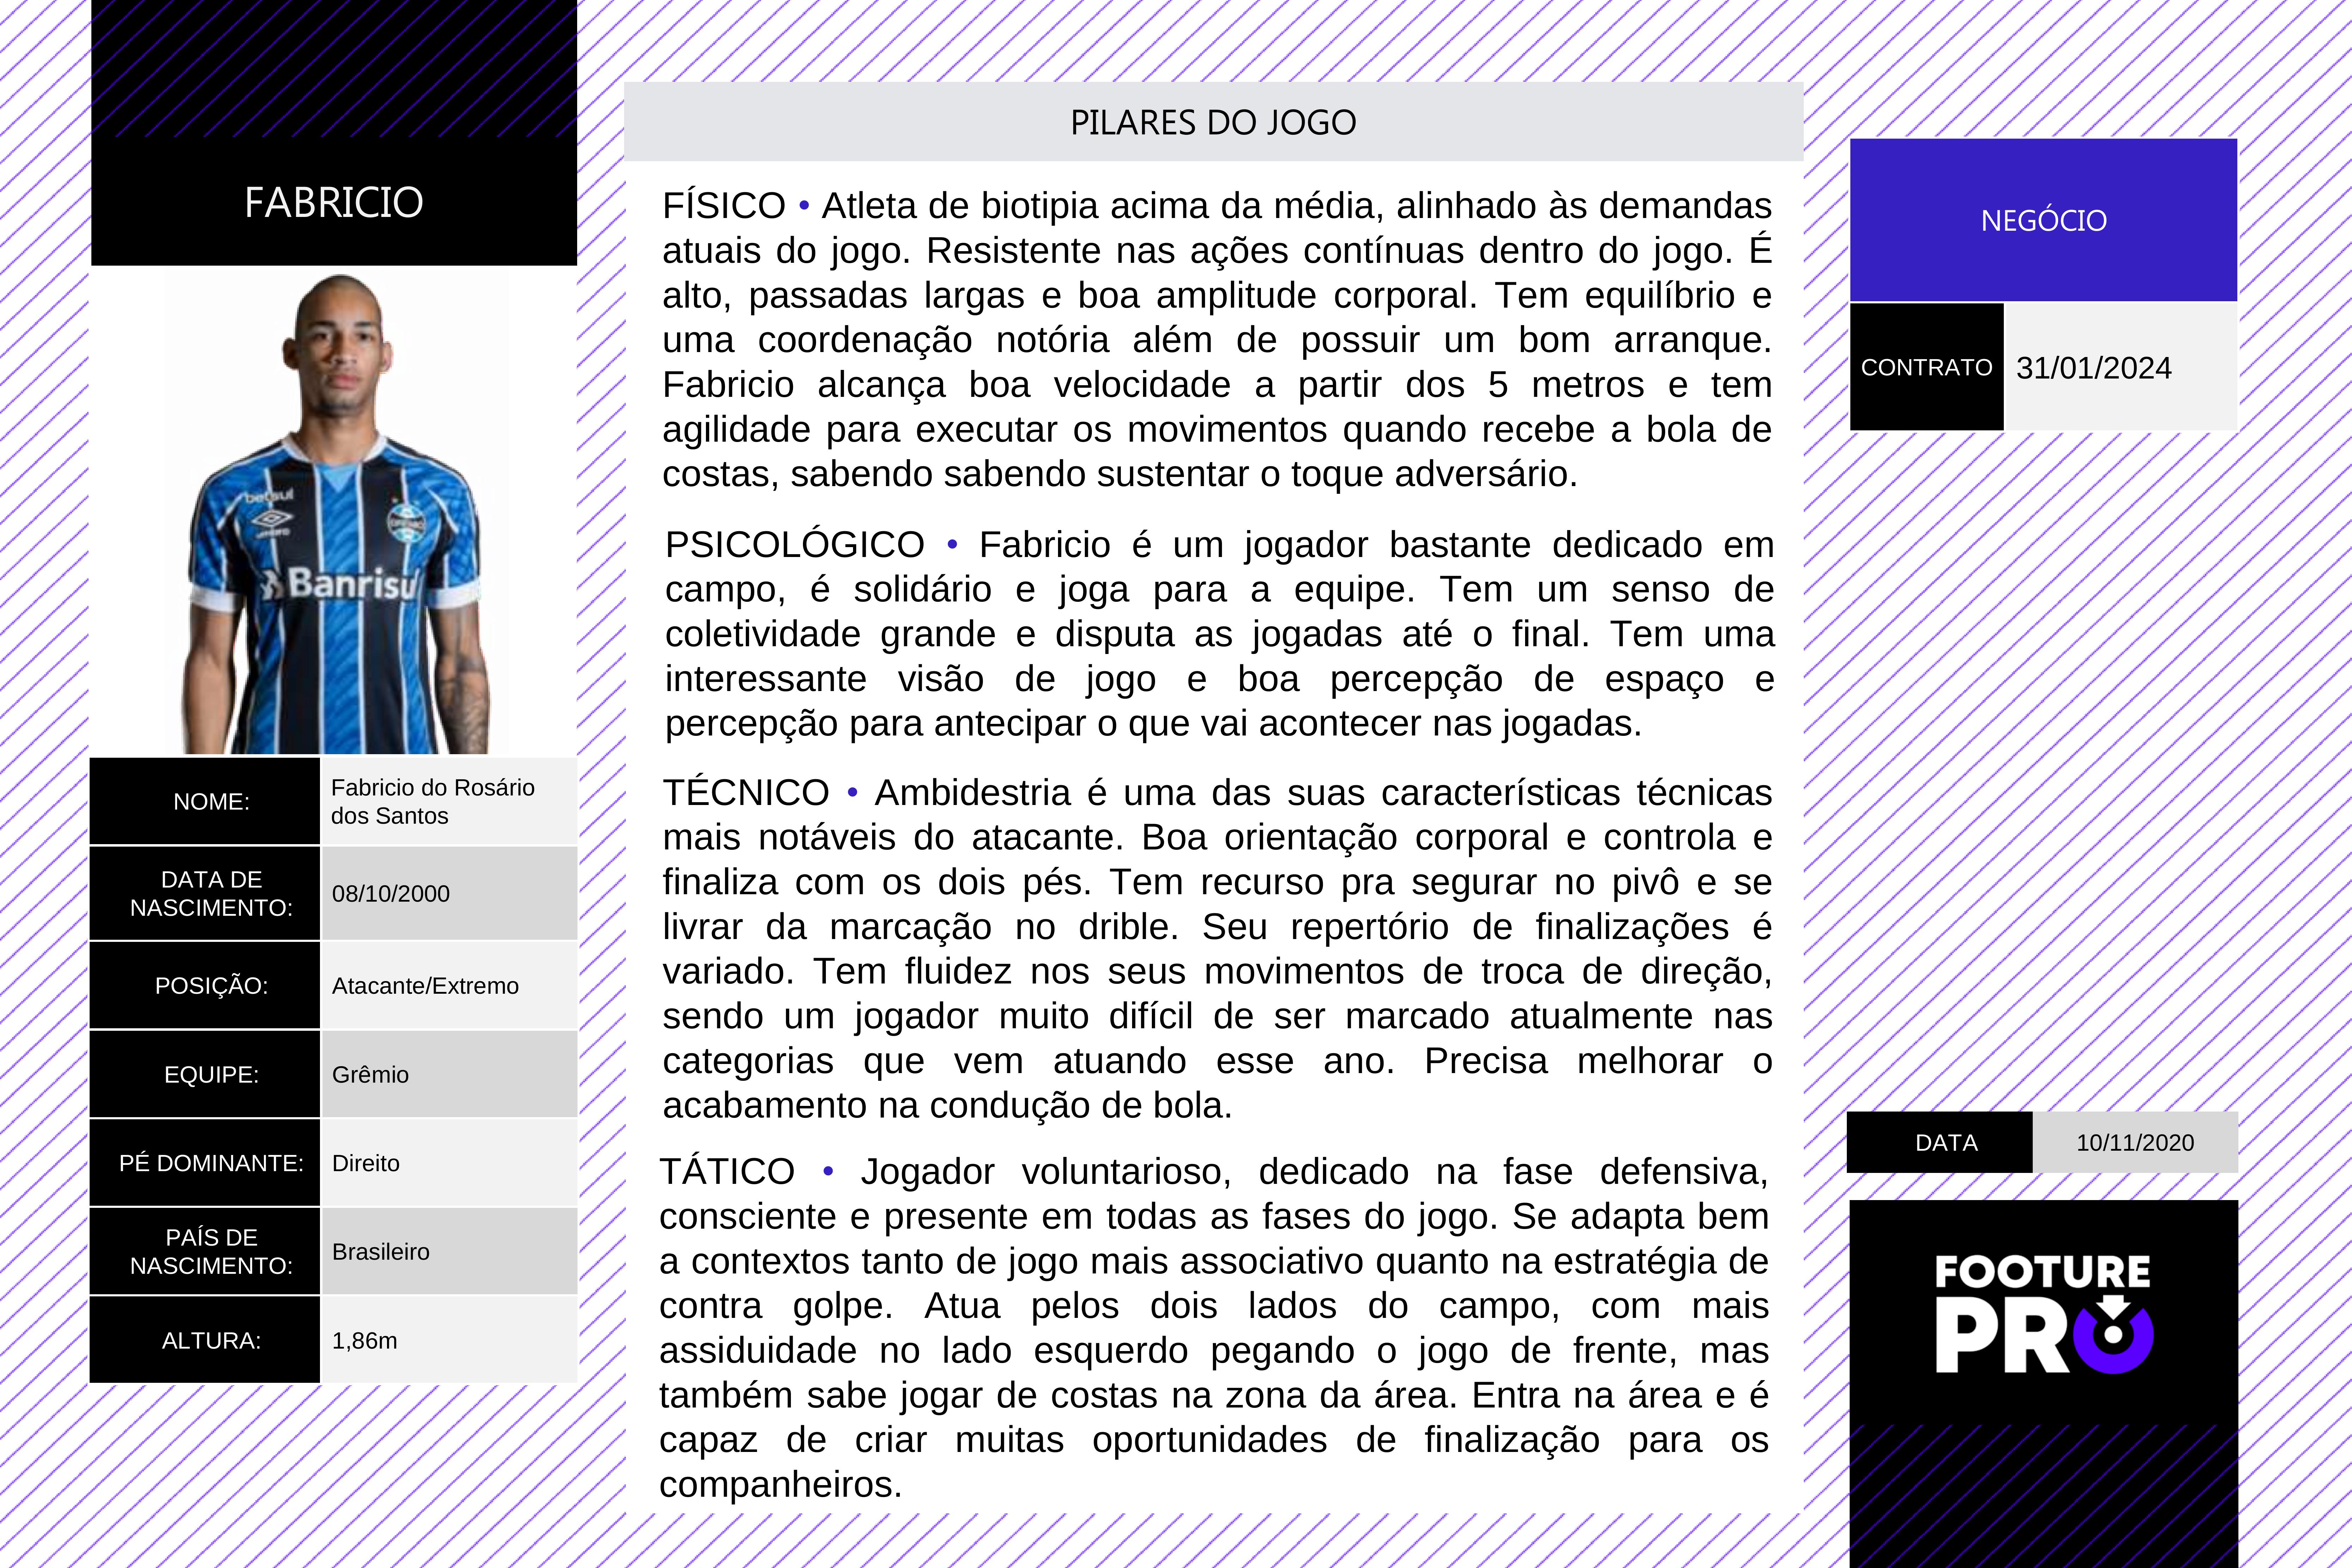 FABRICIO
betsul
umbro
GRÊMIO
Banrisul
NOME:
Fabricio do Rosário
dos Santos
DATA DE
NASCIMENTO:
08/10/2000
POSIÇÃO:
Atacante/Extremo
EQUIPE:
Grêmio
PÉ DOMINANTE:
Direito
PAÍS DE
NASCIMENTO:
Brasileiro
ALTURA:
1,86m
PILARES DO JOGO
FÍSICO • Atleta de biotipia acima da média, alinhado às demandas
atuais do jogo. Resistente nas ações contínuas dentro do jogo. É
alto, passadas largas e boa amplitude corporal. Tem equilíbrio e
uma coordenação notória além de possuir um bom arranque.
Fabricio alcança boa velocidade a partir dos 5 metros e tem
agilidade para executar os movimentos quando recebe a bola de
costas, sabendo sabendo sustentar o toque adversário.
PSICOLÓGICO • Fabricio é um jogador bastante dedicado em
campo, é solidário e joga para a equipe. Tem um senso de
coletividade grande e disputa as jogadas até o final. Tem uma
interessante visão de jogo e boa percepção de espaço e
percepção para antecipar o que vai acontecer nas jogadas.
TÉCNICO • Ambidestria é uma das suas características técnicas
mais notáveis do atacante. Boa orientação corporal e controla e
finaliza com os dois pés. Tem recurso pra segurar no pivô e se
livrar da marcação no drible. Seu repertório de finalizações é
variado. Tem fluidez nos seus movimentos de troca de direção,
sendo um jogador muito difícil de ser marcado atualmente nas
categorias que vem atuando esse ano. Precisa melhorar o
acabamento na condução de bola.
TÁTICO • Jogador voluntarioso, dedicado na fase defensiva,
consciente e presente em todas as fases do jogo. Se adapta bem
a contextos tanto de jogo mais associativo quanto na estratégia de
contra golpe. Atua pelos dois lados do campo, com mais
assiduidade no lado esquerdo pegando o jogo de frente, mas
também sabe jogar de costas na zona da área. Entra na área e é
capaz de criar muitas oportunidades de finalização para os
companheiros.
NEGÓCIO
CONTRATO
31/01/2024
DATA
10/11/2020
FOOTURE
PRO